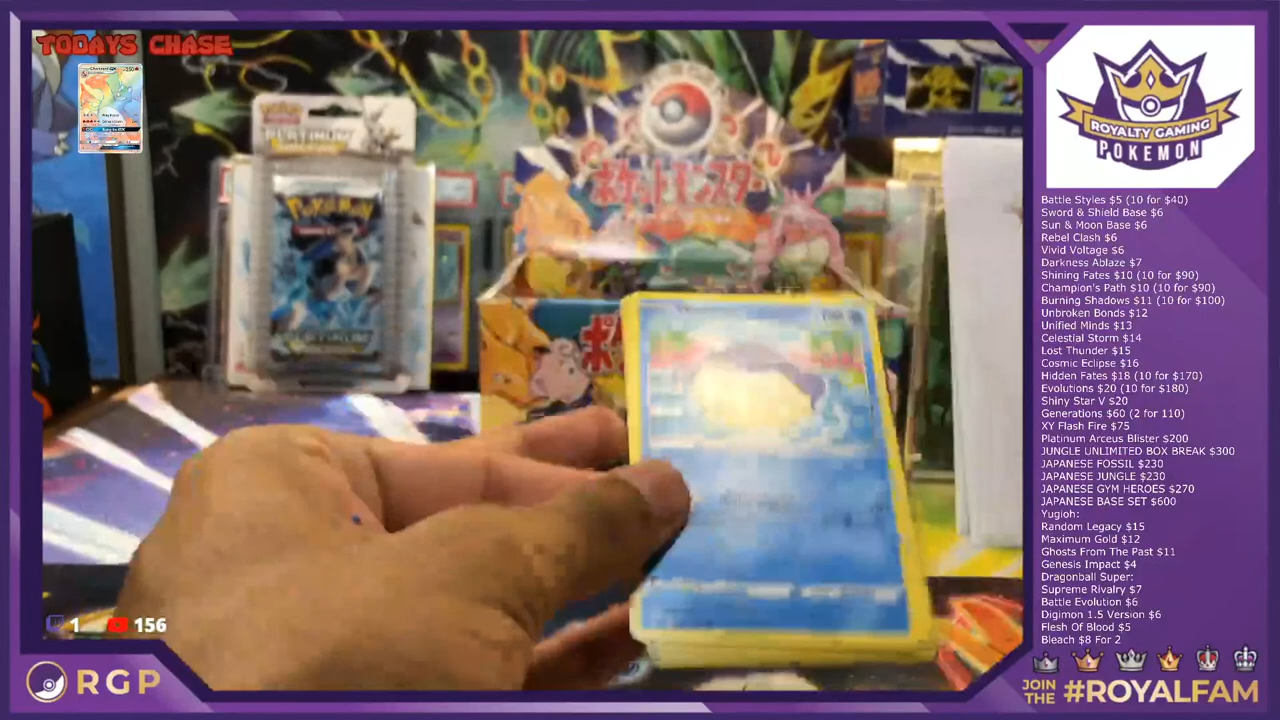 TODAYS CHASE
PLATINUM
POKéMON
ポケットモンスター
ポ
1
156
RGP
ROYALTY GAMING
POKEMON
Battle Styles $5 (10 for $40)
Sword & Shield Base $6
Sun & Moon Base $6
Rebel Clash $6
Vivid Voltage $6
Darkness Ablaze $7
Shining Fates $10 (10 for $90)
Champion's Path $10 (10 for $90)
Burning Shadows $11 (10 for $100)
Unbroken Bonds $12
Unified Minds $13
Celestial Storm $14
Lost Thunder $15
Cosmic Eclipse $16
Hidden Fates $18 (10 for $170)
Evolutions $20 (10 for $180)
Shiny Star V $20
Generations $60 (2 for 110)
XY Flash Fire $75
Platinum Arceus Blister $200
JUNGLE UNLIMITED BOX BREAK $300
JAPANESE FOSSIL $230
JAPANESE JUNGLE $230
JAPANESE GYM HEROES $270
JAPANESE BASE SET $600
Yugioh:
Random Legacy $15
Maximum Gold $12
Ghosts From The Past $11
Genesis Impact $4
Dragonball Super:
Supreme Rivalry $7
Battle Evolution $6
Digimon 1.5 Version $6
Flesh Of Blood $5
Bleach $8 For 2
JOIN
THE #ROYALFAM